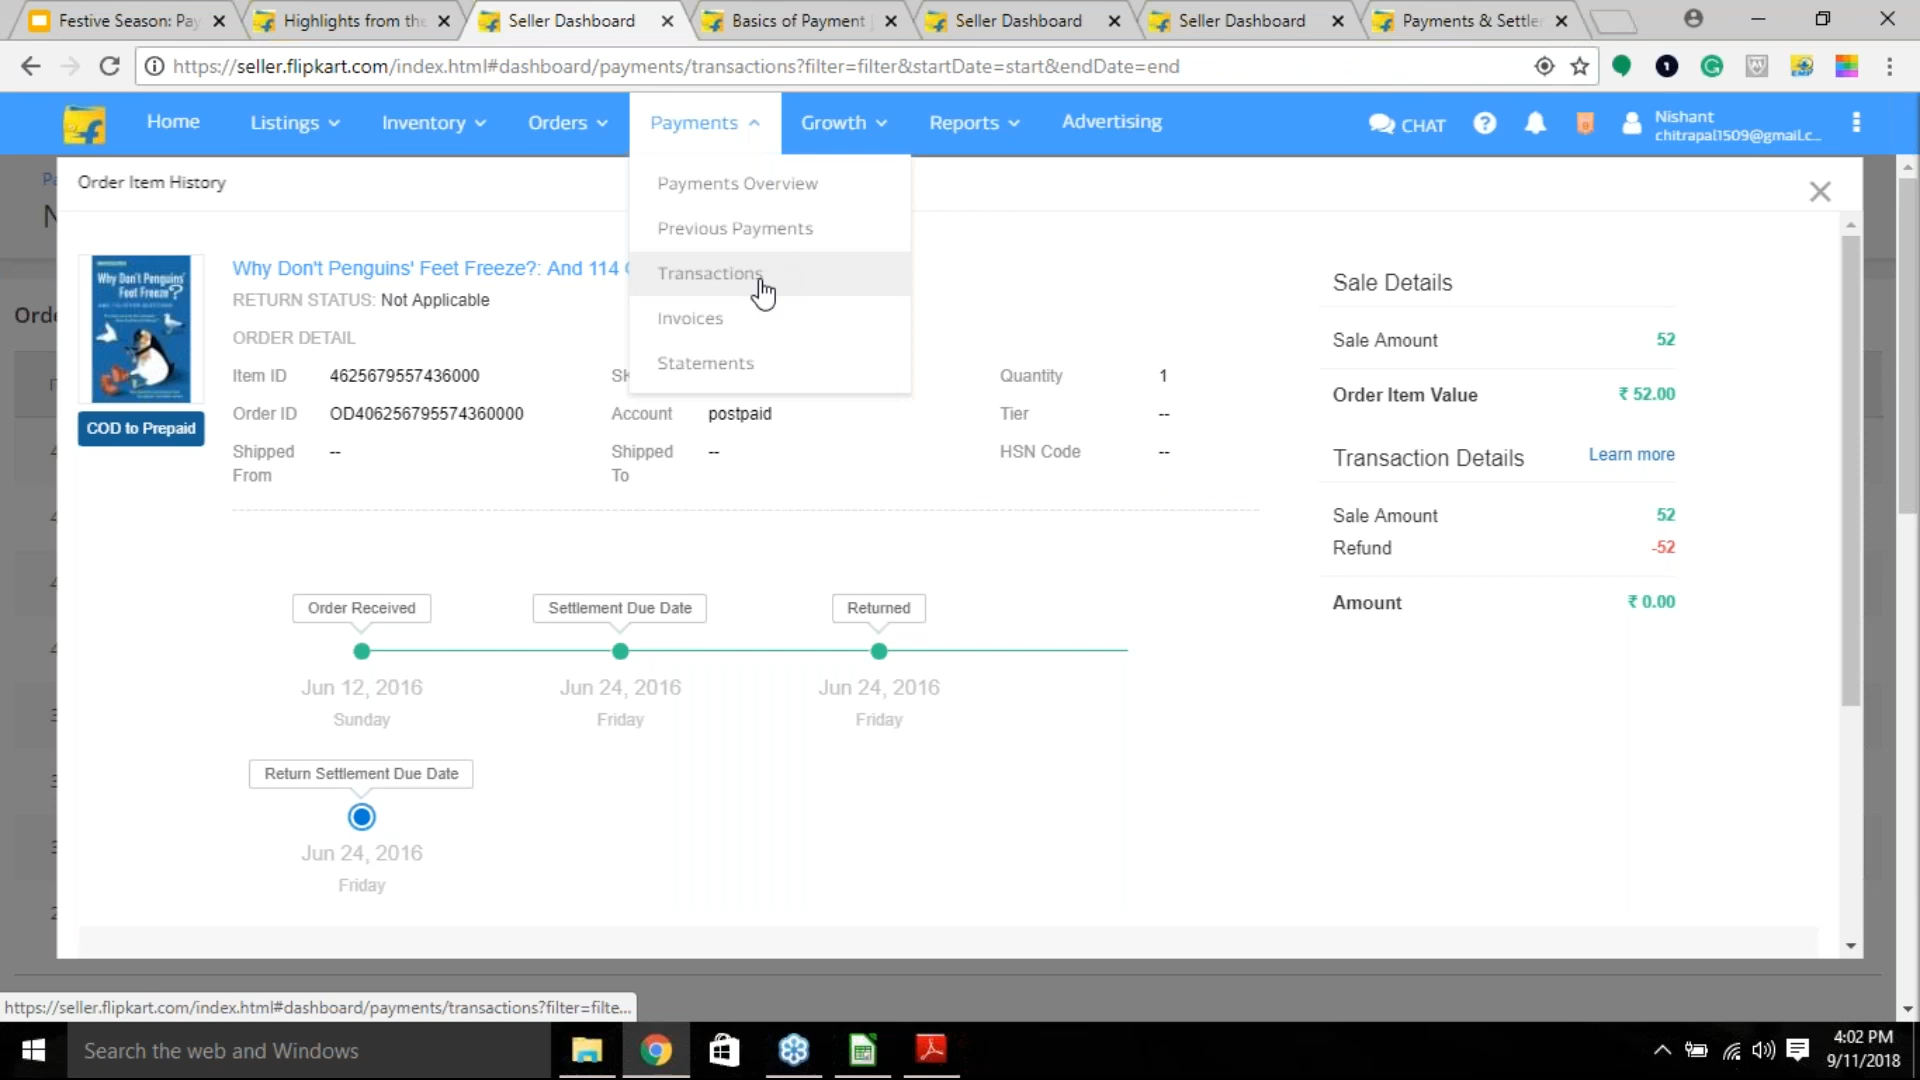 Festive Season: Pay
Highlights from the
Seller Dashboard
Basics of Payment
Seller Dashboard
Seller Dashboard
Payments & Settler
https://seller.flipkart.com/index.html#dashboard/payments/transactions?filter=filter&startDate=start&endDate=end
Home
Listings
Inventory
Orders
Payments
Growth
Reports
Advertising
CHAT
Nishant
chitrapal1509@gmail.c...
Payments Overview
Previous Payments
Transactions
Invoices
Statements
Order Item History
Why Don't Penguins' Feet Freeze?: And 114
RETURN STATUS: Not Applicable
ORDER DETAIL
Item ID 4625679557436000
SK
Quantity 1
Order ID OD406256795574360000
Account postpaid
Tier --
Shipped From --
Shipped To --
HSN Code --
Why Don't Penguins'
Feet Freeze?
COD to Prepaid
Sale Details
Sale Amount 52
Order Item Value ₹ 52.00
Transaction Details Learn more
Sale Amount 52
Refund -52
Amount ₹ 0.00
Order Received
Jun 12, 2016
Sunday
Settlement Due Date
Jun 24, 2016
Friday
Returned
Jun 24, 2016
Friday
Return Settlement Due Date
Jun 24, 2016
Friday
Orde
https://seller.flipkart.com/index.html#dashboard/payments/transactions?filter=filte...
Search the web and Windows
4:02 PM
9/11/2018